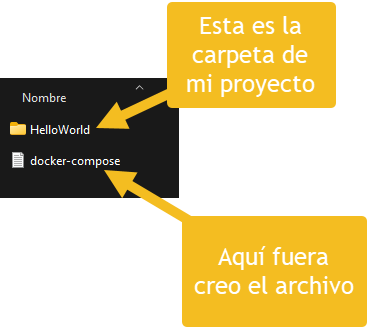 Esta es la
carpeta de
mi proyecto
Nombre
HelloWorld
docker-compose
Aquí fuera
creo el archivo